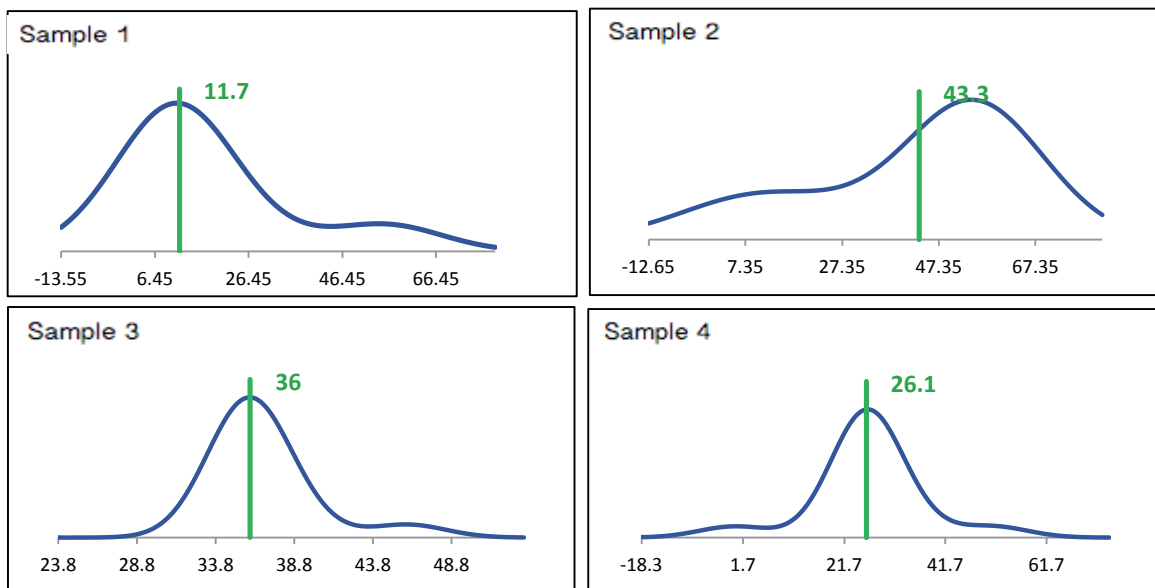 Sample 1
11.7
-13.55 6.45 26.45 46.45 66.45
Sample 2
43.3
-12.65 7.35 27.35 47.35 67.35
Sample 3
36
23.8 28.8 33.8 38.8 43.8 48.8
Sample 4
26.1
-18.3 1.7 21.7 41.7 61.7